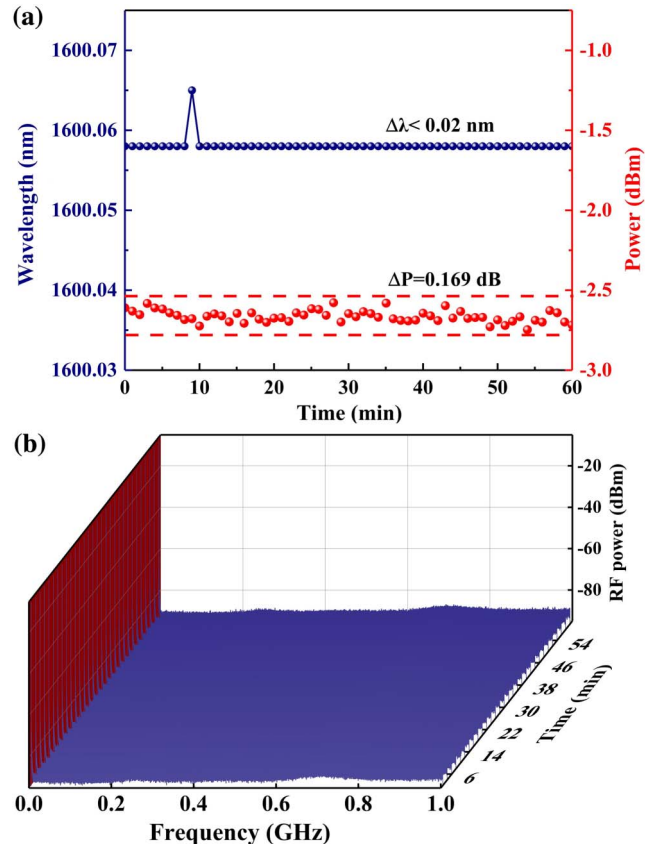 (a)
1600.07
1600.06
1600.05
1600.04
1600.03
Wavelength (nm)
Δλ< 0.02 nm
ΔP=0.169 dB
-1.0
-1.5
-2.0
-2.5
-3.0
Power (dBm)
0 10 20 30 40 50 60
Time (min)
(b)
-20
-40
-60
-80
RF power (dBm)
54
46
38
30
22
14
6
Time (min)
0.0 0.2 0.4 0.6 0.8 1.0
Frequency (GHz)